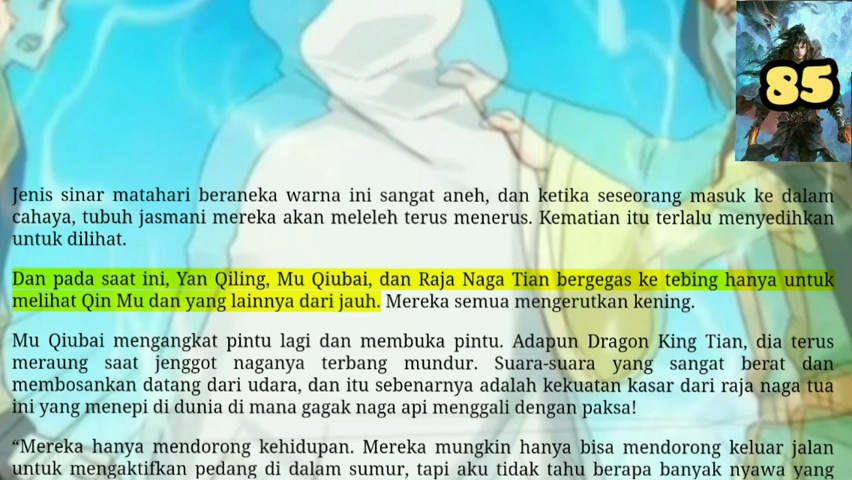 85
Jenis sinar matahari beraneka warna ini sangat aneh, dan ketika seseorang masuk ke dalam
cahaya, tubuh jasmani mereka akan meleleh terus menerus. Kematian itu terlalu menyedihkan
untuk dilihat.
Dan pada saat ini, Yan Qiling, Mu Qiubai, dan Raja Naga Tian bergegas ke tebing hanya untuk
melihat Qin Mu dan yang lainnya dari jauh. Mereka semua mengerutkan kening.
Mu Qiubai mengangkat pintu lagi dan membuka pintu. Adapun Dragon King Tian, dia terus
meraung saat jenggot naganya terbang mundur. Suara-suara yang sangat berat dan
membosankan datang dari udara, dan itu sebenarnya adalah kekuatan kasar dari raja naga tua
ini yang menepi di dunia di mana gagak naga api menggali dengan paksa!
“Mereka hanya mendorong kehidupan. Mereka mungkin hanya bisa mendorong keluar jalan
untuk mengaktifkan pedang di dalam sumur, tapi aku tidak tahu berapa banyak nyawa yang